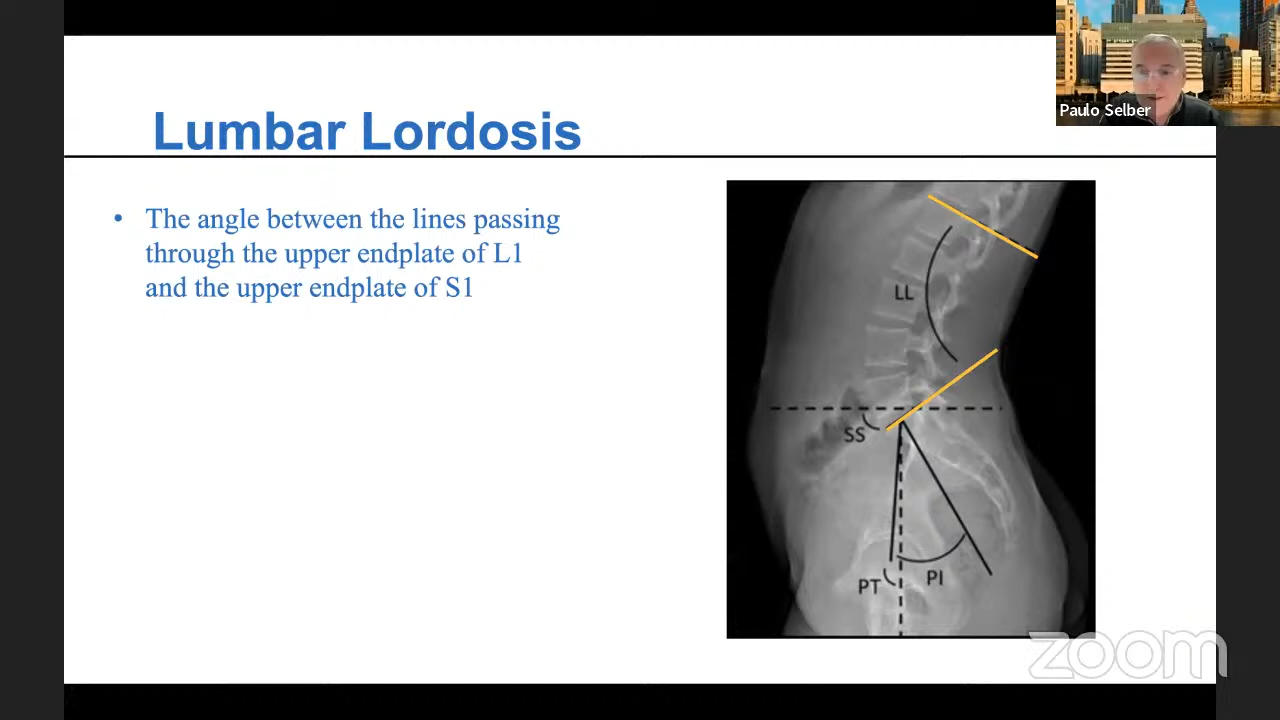 Paulo Selber
Lumbar Lordosis
• The angle between the lines passing
through the upper endplate of L1
and the upper endplate of S1
LL
SS
PT
PI
zoom